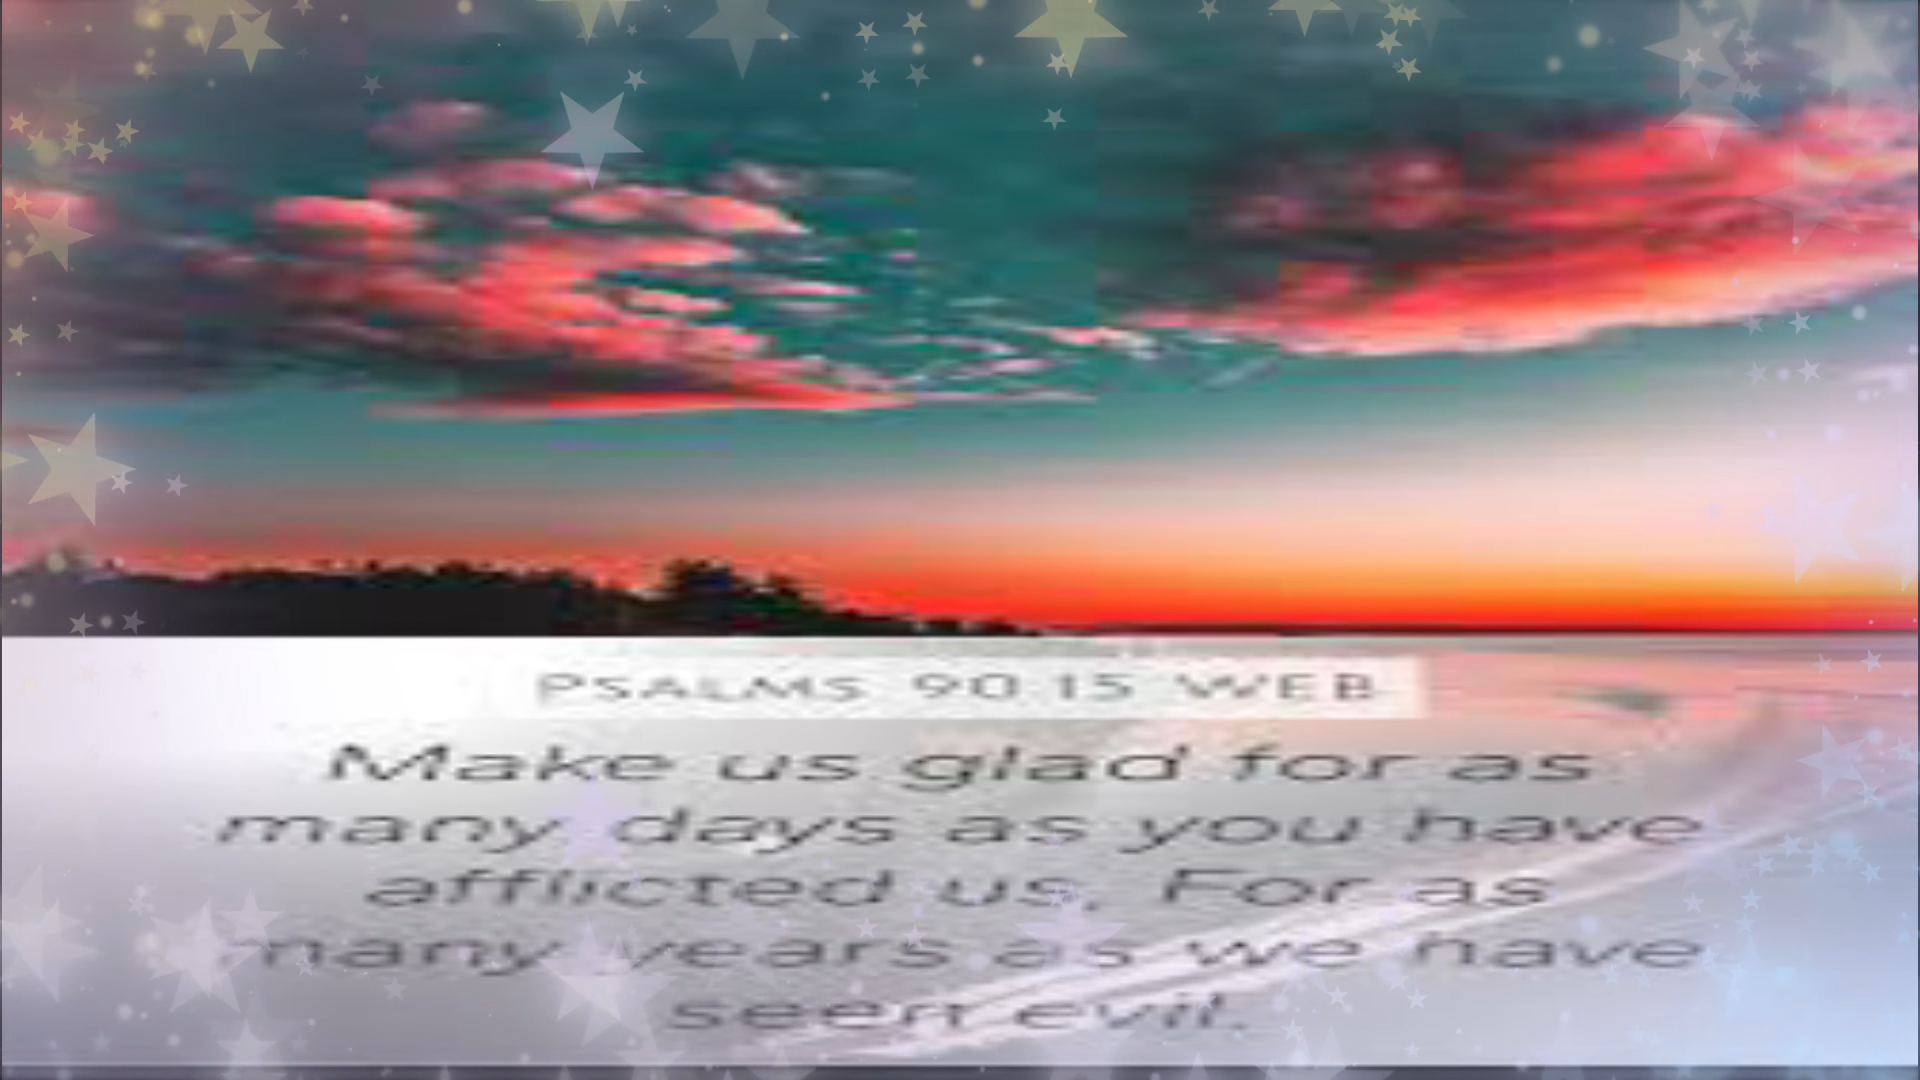 PSALMS 90 15 WEB
Make us glad for as
many days as you have
afflicted us, For as
many years as we have
seen evil.